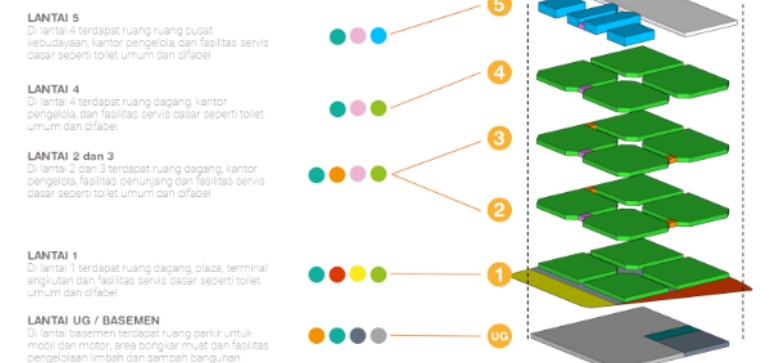 LANTAI 5
Di lantai 4 terdapat ruang ruang pusat
kebudayaan, kantor pengelola, dan fasilitas servis
dasar seperti toilet umum dan difabel
5
LANTAI 4
Di lantai 4 terdapat ruang dagang, kantor
pengelola, dan fasilitas servis dasar seperti toilet
umum dan difabel
4
LANTAI 2 dan 3
Di lantai 2 dan 3 terdapat ruang dagang, kantor
pengelola, fasilitas penunjang dan fasilitas servis
dasar seperti toilet umum dan difabel
3
2
LANTAI 1
Di lantai 1 terdapat ruang dagang, plaza, terminal
angkutan dan fasilitas servis dasar seperti toilet
umum dan difabel
1
LANTAI UG / BASEMEN
Di lantai basemen terdapat ruang parkir untuk
mobil dan motor, area bongkar muat dan fasilitas
pengelolaan limbah dan sampah bangunan
UG